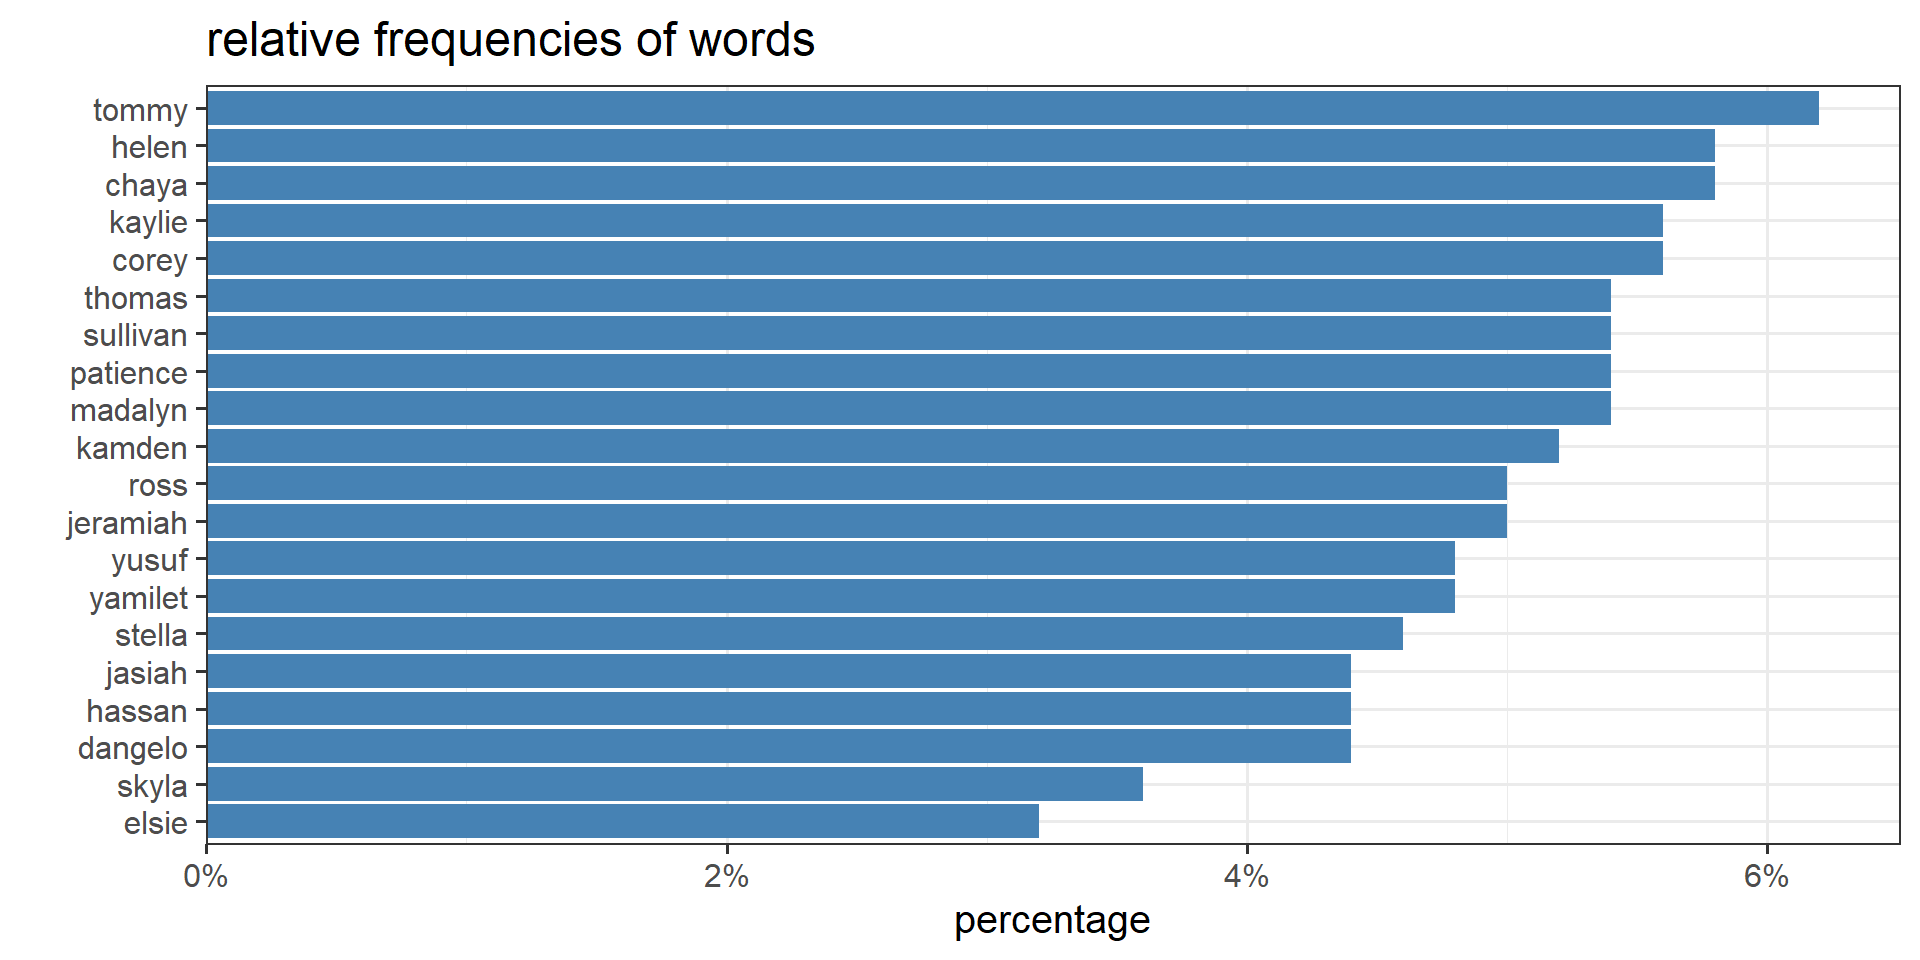 relative frequencies of words
tommy
helen
chaya
kaylie
corey
thomas
sullivan
patience
madalyn
kamden
ross
jeramiah
yusuf
yamilet
stella
jasiah
hassan
dangelo
skyla
elsie
0% 2% 4% 6%
percentage